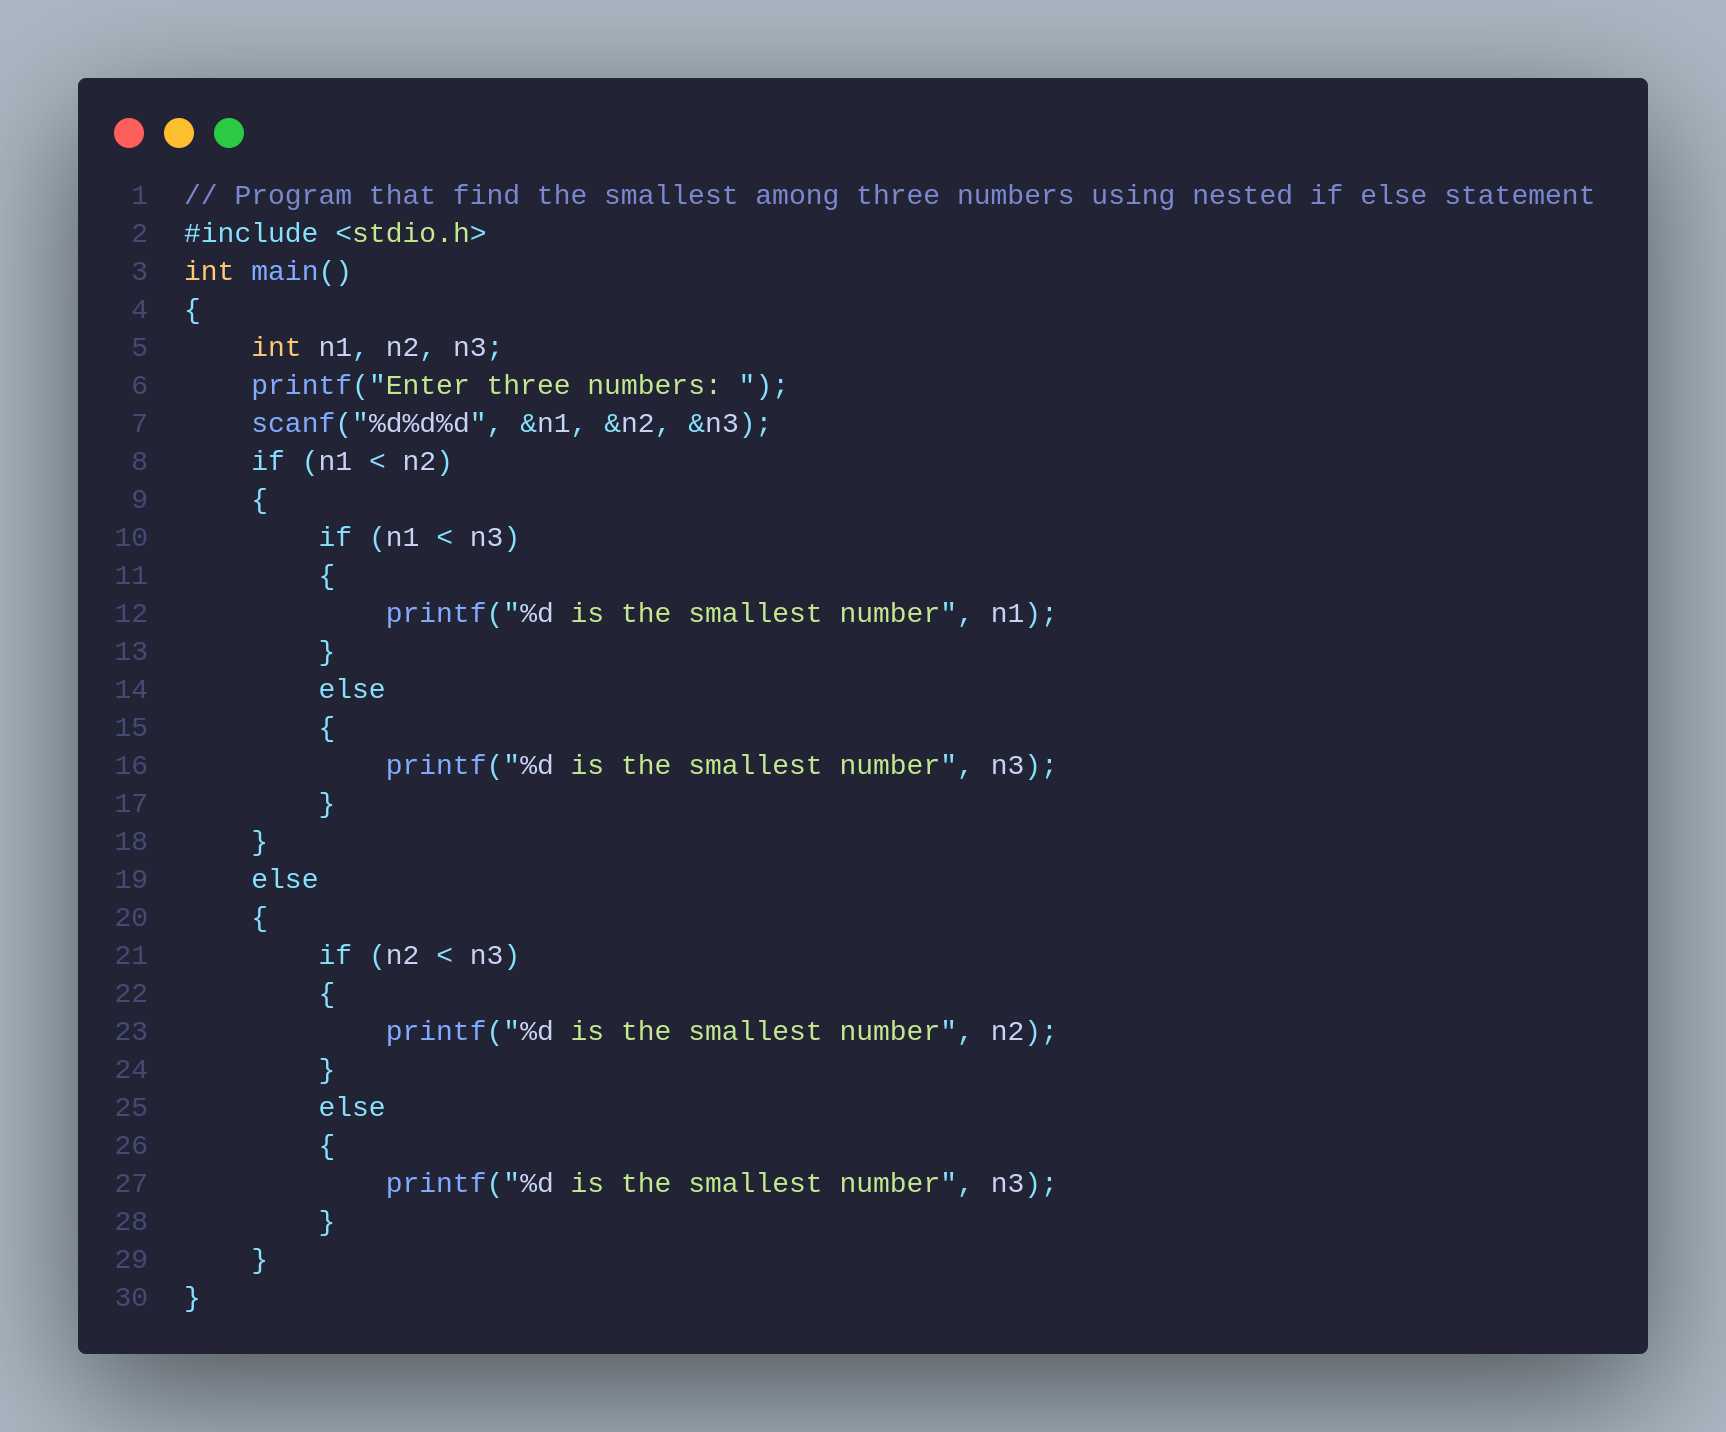 1 // Program that find the smallest among three numbers using nested if else statement
2 #include <stdio.h>
3 int main()
4 {
5     int n1, n2, n3;
6     printf("Enter three numbers: ");
7     scanf("%d%d%d", &n1, &n2, &n3);
8     if (n1 < n2)
9     {
10         if (n1 < n3)
11         {
12             printf("%d is the smallest number", n1);
13         }
14         else
15         {
16             printf("%d is the smallest number", n3);
17         }
18     }
19     else
20     {
21         if (n2 < n3)
22         {
23             printf("%d is the smallest number", n2);
24         }
25         else
26         {
27             printf("%d is the smallest number", n3);
28         }
29     }
30 }